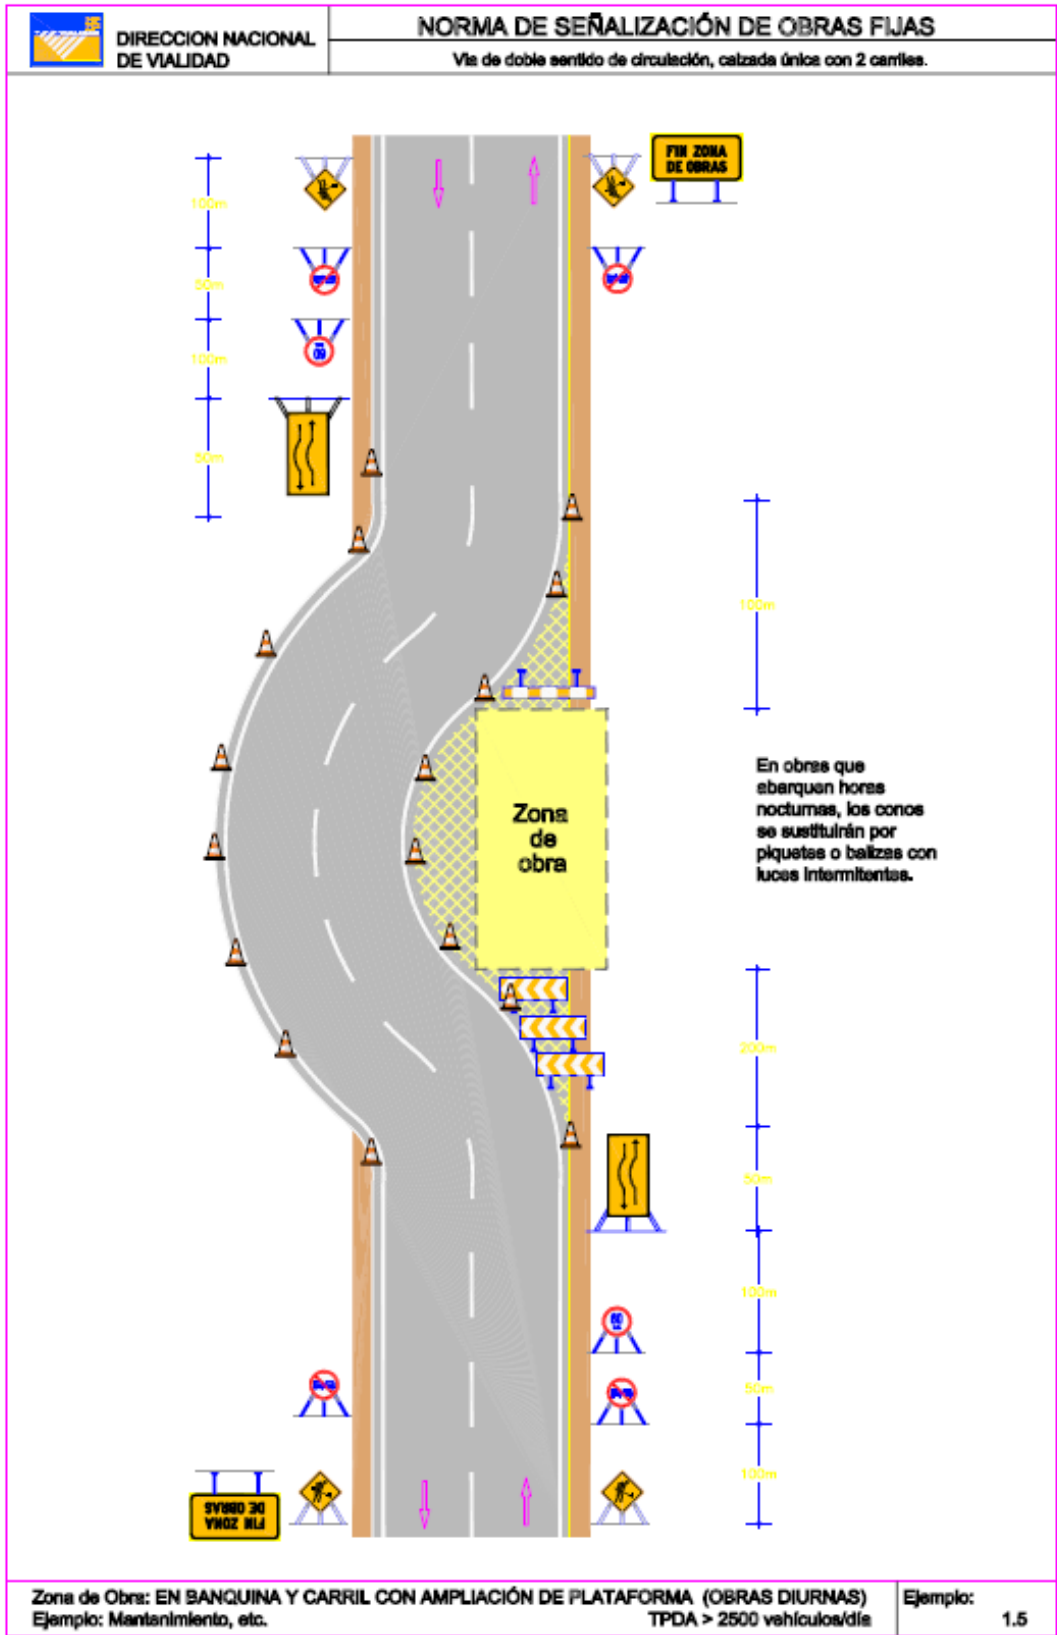 DIRECCION NACIONAL
DE VIALIDAD
NORMA DE SEÑALIZACIÓN DE OBRAS FIJAS
Vía de doble sentido de circulación, calzada única con 2 carriles.
FIN ZONA
DE OBRAS
100m
50m
60
100m
50m
100m
En obras que
abarquen horas
nocturnas, los conos
se sustituirán por
piquetes o balizas con
luces intermitentes.
Zona
de
obra
200m
50m
100m
60
50m
100m
FIN ZONA
DE OBRAS
Zona de Obra: EN BANQUINA Y CARRIL CON AMPLIACIÓN DE PLATAFORMA (OBRAS DIURNAS)
Ejemplo: Mantenimiento, etc.
TPDA > 2500 vehículos/día
Ejemplo:
1.5